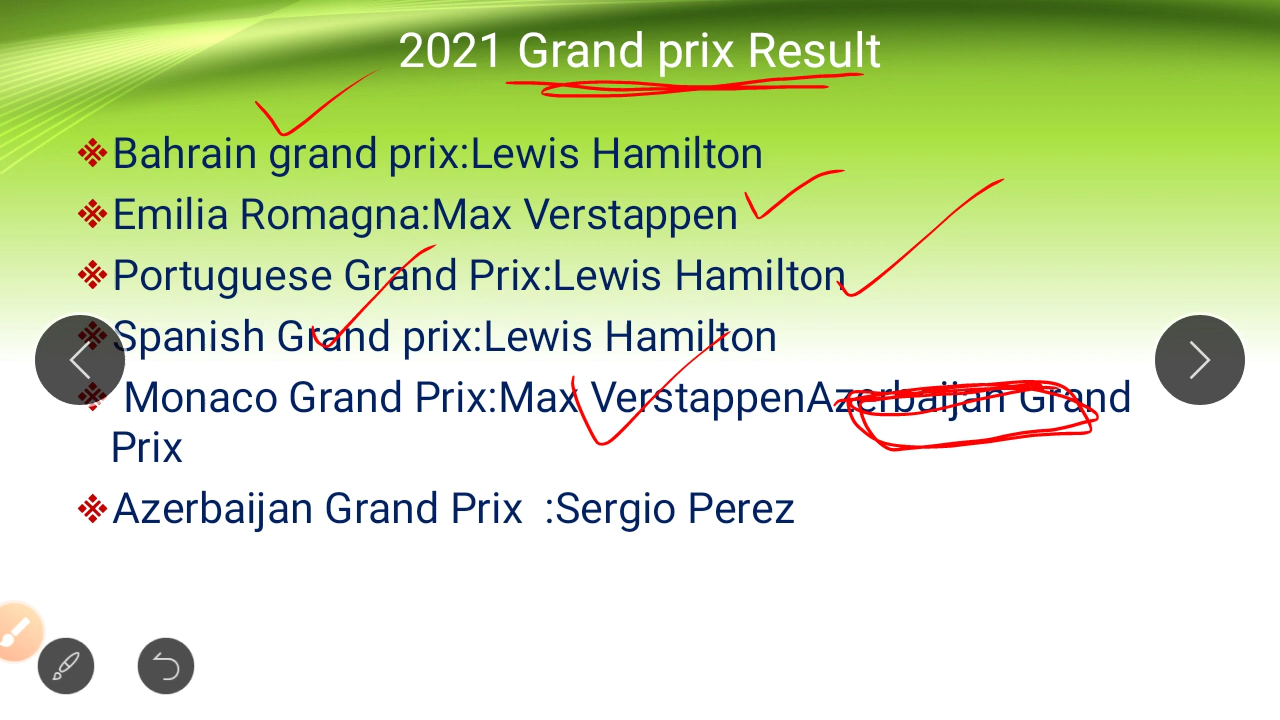 2021 Grand prix Result
Bahrain grand prix:Lewis Hamilton
Emilia Romagna:Max Verstappen
Portuguese Grand Prix:Lewis Hamilton
Spanish Grand prix:Lewis Hamilton
Monaco Grand Prix:Max VerstappenAzerbaijan Grand
Prix
Azerbaijan Grand Prix  :Sergio Perez